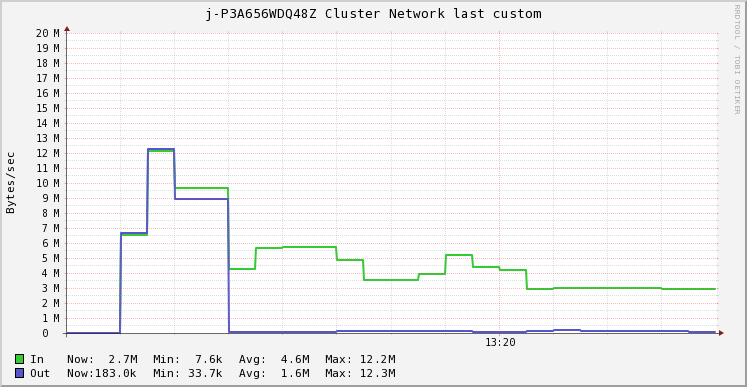 j-P3A656WDQ48Z Cluster Network last custom
RRDTOOL / TOBI OETIKER
Bytes/sec
20 M
19 M
18 M
17 M
16 M
15 M
14 M
13 M
12 M
11 M
10 M
9 M
8 M
7 M
6 M
5 M
4 M
3 M
2 M
1 M
0
13:20
In Now: 2.7M Min: 7.6k Avg: 4.6M Max: 12.2M
Out Now:183.0k Min: 33.7k Avg: 1.6M Max: 12.3M